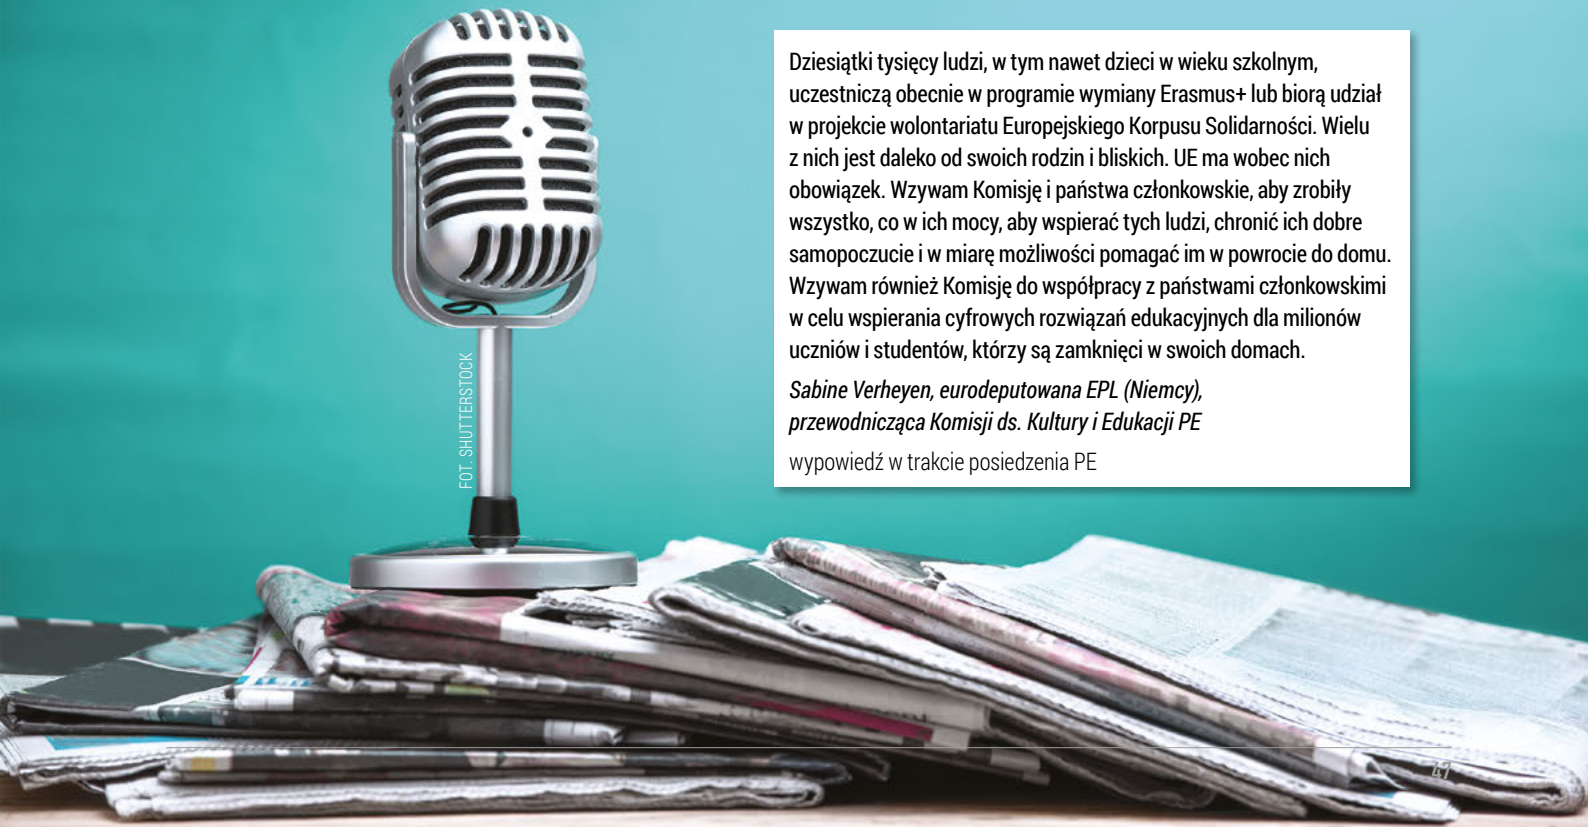 Dziesiątki tysięcy ludzi, w tym nawet dzieci w wieku szkolnym,
uczestniczą obecnie w programie wymiany Erasmus+ lub biorą udział
w projekcie wolontariatu Europejskiego Korpusu Solidarności. Wielu
z nich jest daleko od swoich rodzin i bliskich. UE ma wobec nich
obowiązek. Wzywam Komisję i państwa członkowskie, aby zrobiły
wszystko, co w ich mocy, aby wspierać tych ludzi, chronić ich dobre
samopoczucie i w miarę możliwości pomagać im w powrocie do domu.
Wzywam również Komisję do współpracy z państwami członkowskimi
w celu wspierania cyfrowych rozwiązań edukacyjnych dla milionów
uczniów i studentów, którzy są zamknięci w swoich domach.
Sabine Verheyen, eurodeputowana EPL (Niemcy),
przewodnicząca Komisji ds. Kultury i Edukacji PE
wypowiedź w trakcie posiedzenia PE
FOT. SHUTTERSTOCK
47